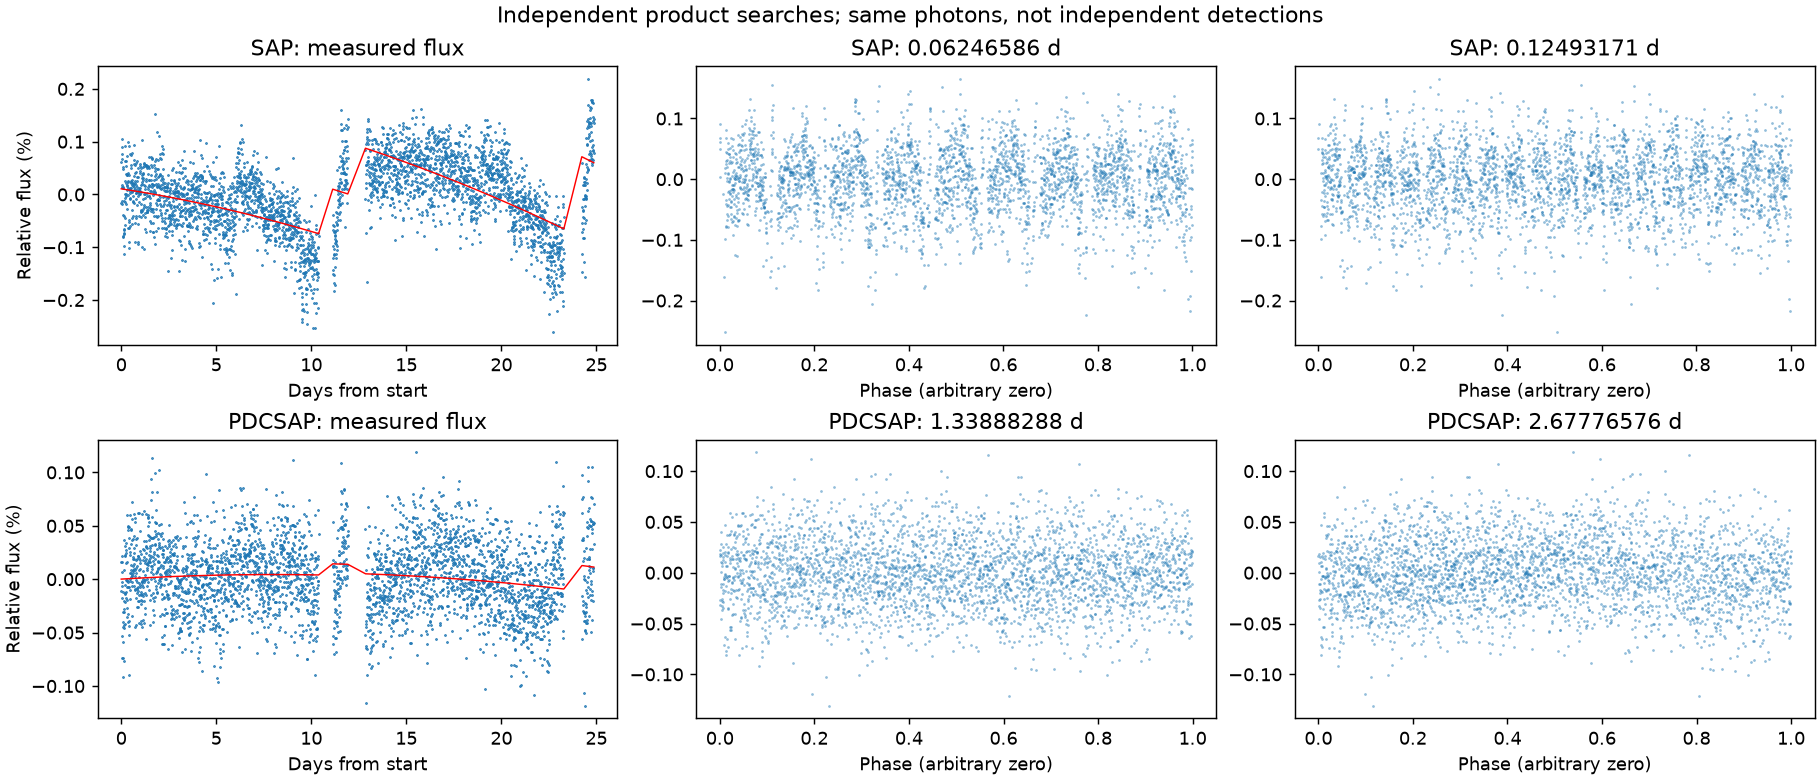 Independent product searches; same photons, not independent detections
SAP: measured flux
SAP: 0.06246586 d
SAP: 0.12493171 d
Relative flux (%)
0.2
0.1
0.0
−0.1
−0.2
0 5 10 15 20 25
Days from start
0.1
0.0
−0.1
−0.2
0.0 0.2 0.4 0.6 0.8 1.0
Phase (arbitrary zero)
0.1
0.0
−0.1
−0.2
0.0 0.2 0.4 0.6 0.8 1.0
Phase (arbitrary zero)
PDCSAP: measured flux
PDCSAP: 1.33888288 d
PDCSAP: 2.67776576 d
Relative flux (%)
0.10
0.05
0.00
−0.05
−0.10
0 5 10 15 20 25
Days from start
0.10
0.05
0.00
−0.05
−0.10
0.0 0.2 0.4 0.6 0.8 1.0
Phase (arbitrary zero)
0.10
0.05
0.00
−0.05
−0.10
0.0 0.2 0.4 0.6 0.8 1.0
Phase (arbitrary zero)